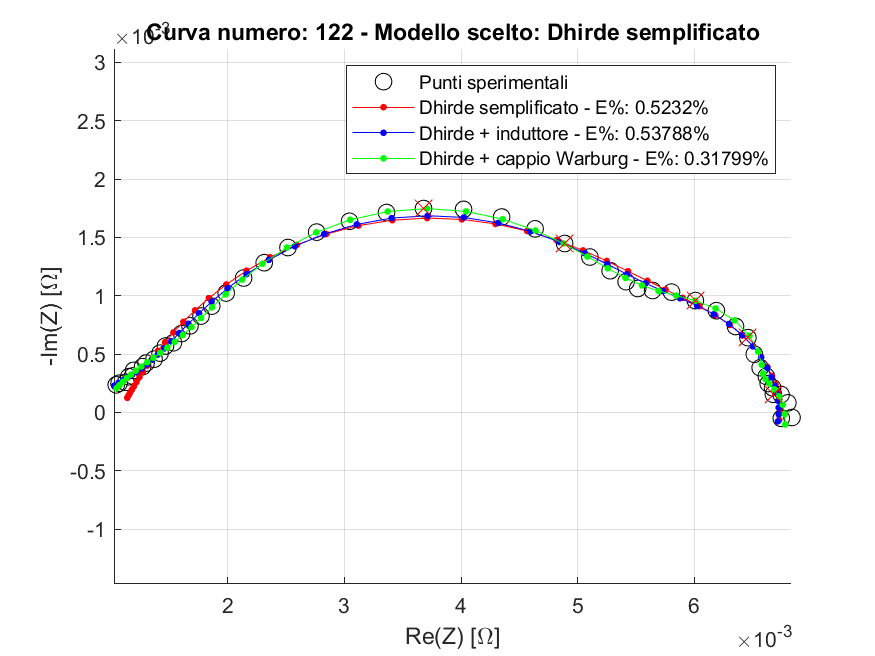 Curva numero: 122 - Modello scelto: Dhirde semplificato
×10⁻³
Punti sperimentali
Dhirde semplificato - E%: 0.5232%
Dhirde + induttore - E%: 0.53788%
Dhirde + cappio Warburg - E%: 0.31799%
3
2.5
2
1.5
1
0.5
0
-0.5
-1
-Im(Z) [Ω]
2 3 4 5 6
Re(Z) [Ω]
×10⁻³